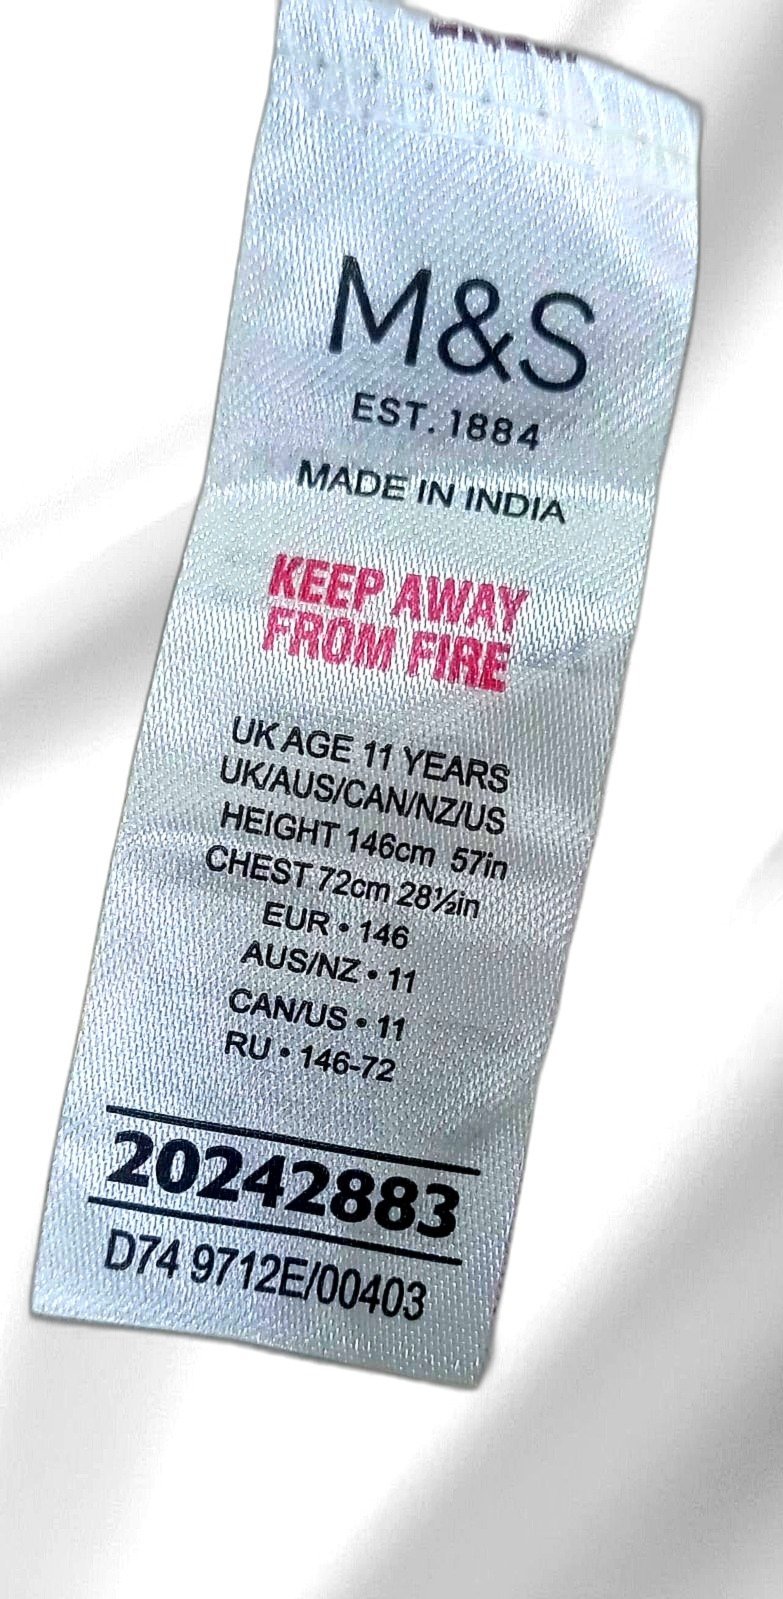 M&S
EST. 1884
MADE IN INDIA
KEEP AWAY
FROM FIRE
UK AGE 11 YEARS
UK/AUS/CAN/NZ/US
HEIGHT 146cm 57in
CHEST 72cm 28½in
EUR • 146
AUS/NZ • 11
CAN/US • 11
RU • 146-72
20242883
D74 9712E/00403